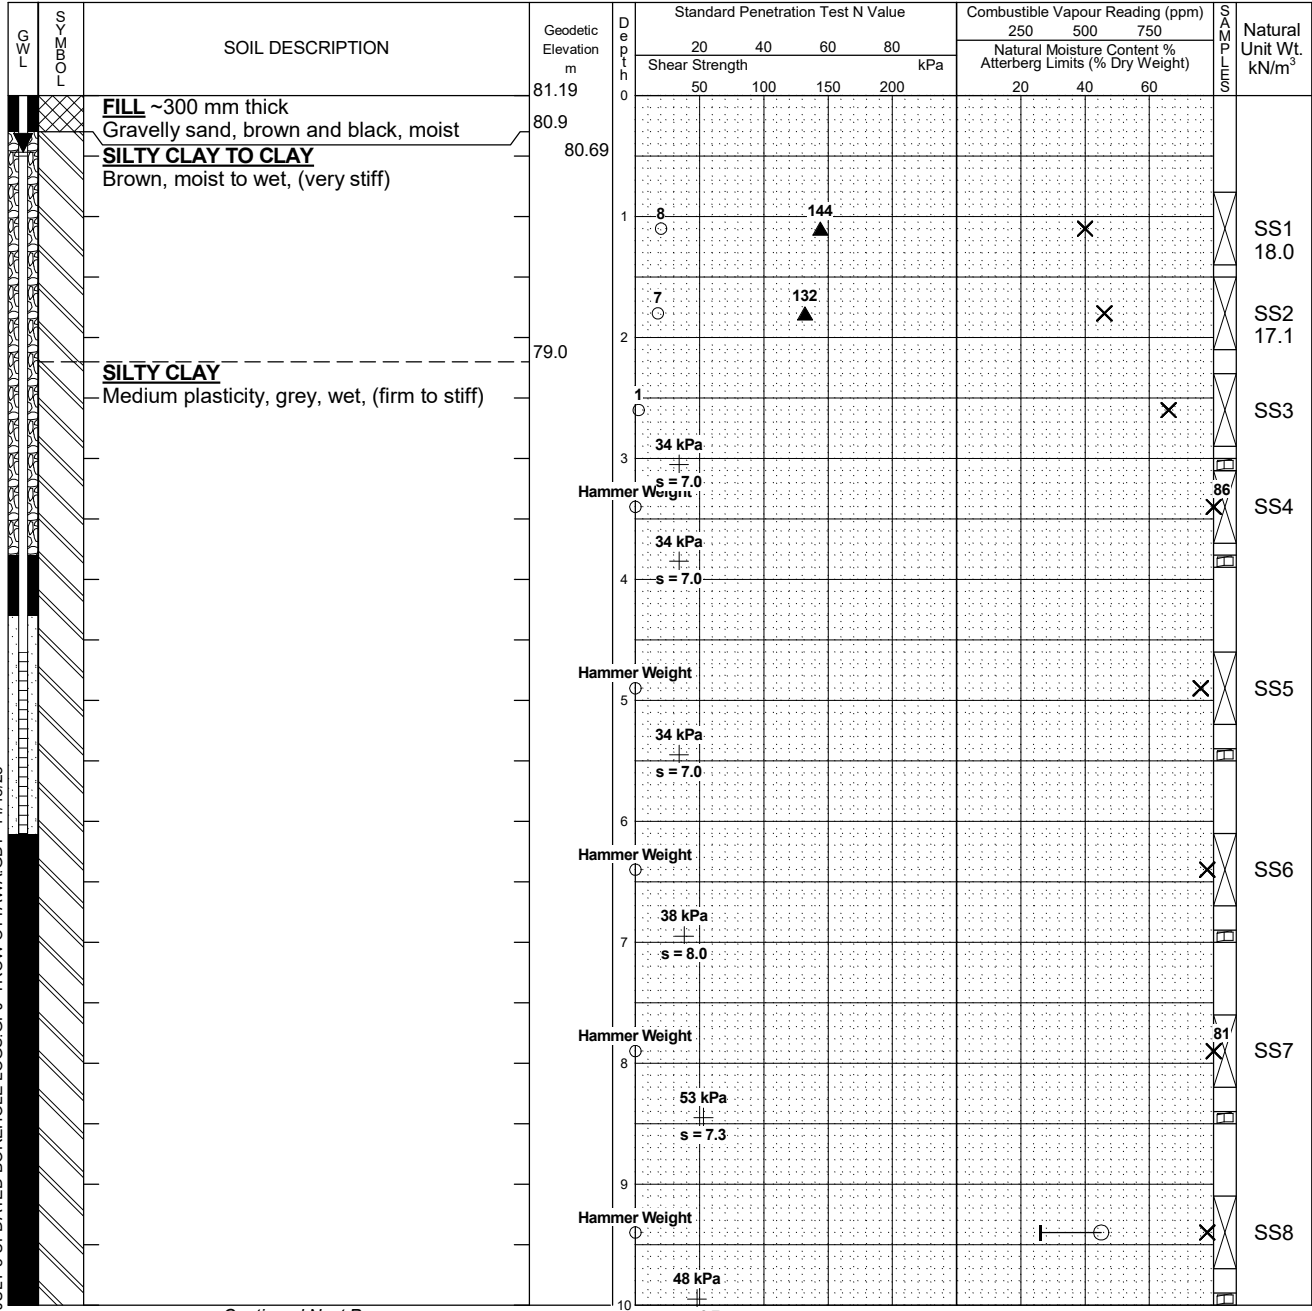 GWL
SYMBOL
SOIL DESCRIPTION
Geodetic
Elevation
m
Depth
Standard Penetration Test N Value
20 40 60 80
Shear Strength kPa
50 100 150 200
Combustible Vapour Reading (ppm)
250 500 750
Natural Moisture Content %
Atterberg Limits (% Dry Weight)
20 40 60
SAMPLES
Natural
Unit Wt.
kN/m³
81.19
0
FILL ~300 mm thick
Gravelly sand, brown and black, moist
80.9
SILTY CLAY TO CLAY
80.69
Brown, moist to wet, (very stiff)
8 144
1
SS1
18.0
7 132
SS2
17.1
2
79.0
SILTY CLAY
Medium plasticity, grey, wet, (firm to stiff)
1
SS3
34 kPa
3
s = 7.0
Hammer Weight
86
SS4
34 kPa
4
s = 7.0
Hammer Weight
SS5
5
34 kPa
s = 7.0
6
Hammer Weight
SS6
38 kPa
7
s = 8.0
Hammer Weight
81
SS7
8
53 kPa
s = 7.3
9
Hammer Weight
SS8
48 kPa
10